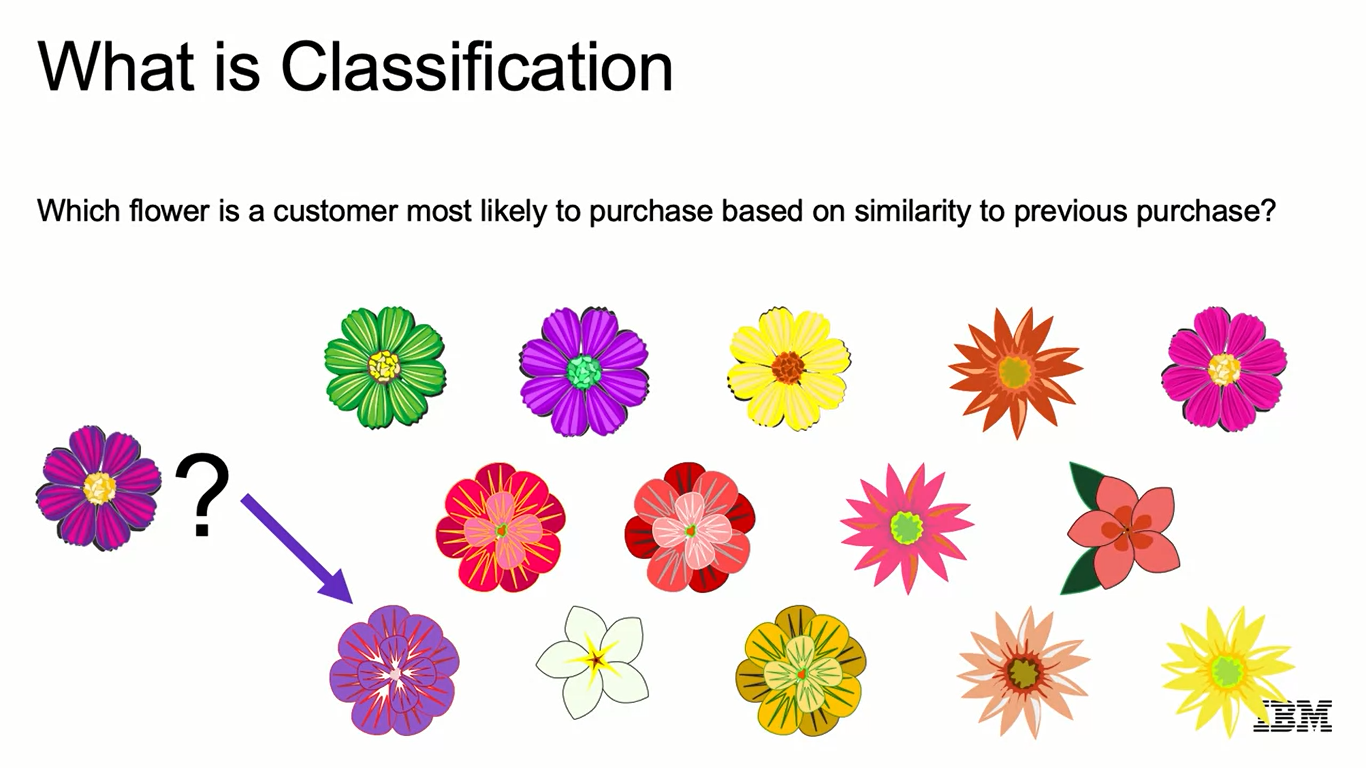 What is Classification
Which flower is a customer most likely to purchase based on similarity to previous purchase?
?
IBM